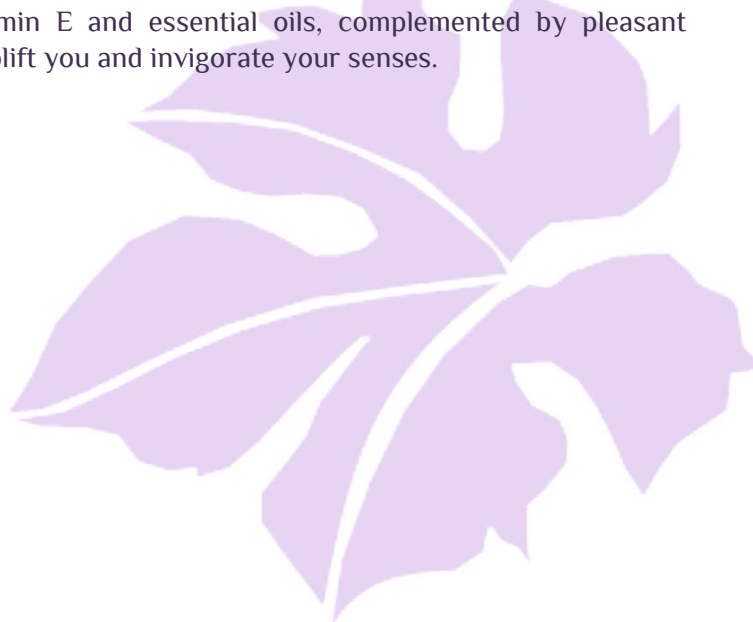 min E and essential oils, complemented by pleasant
lift you and invigorate your senses.